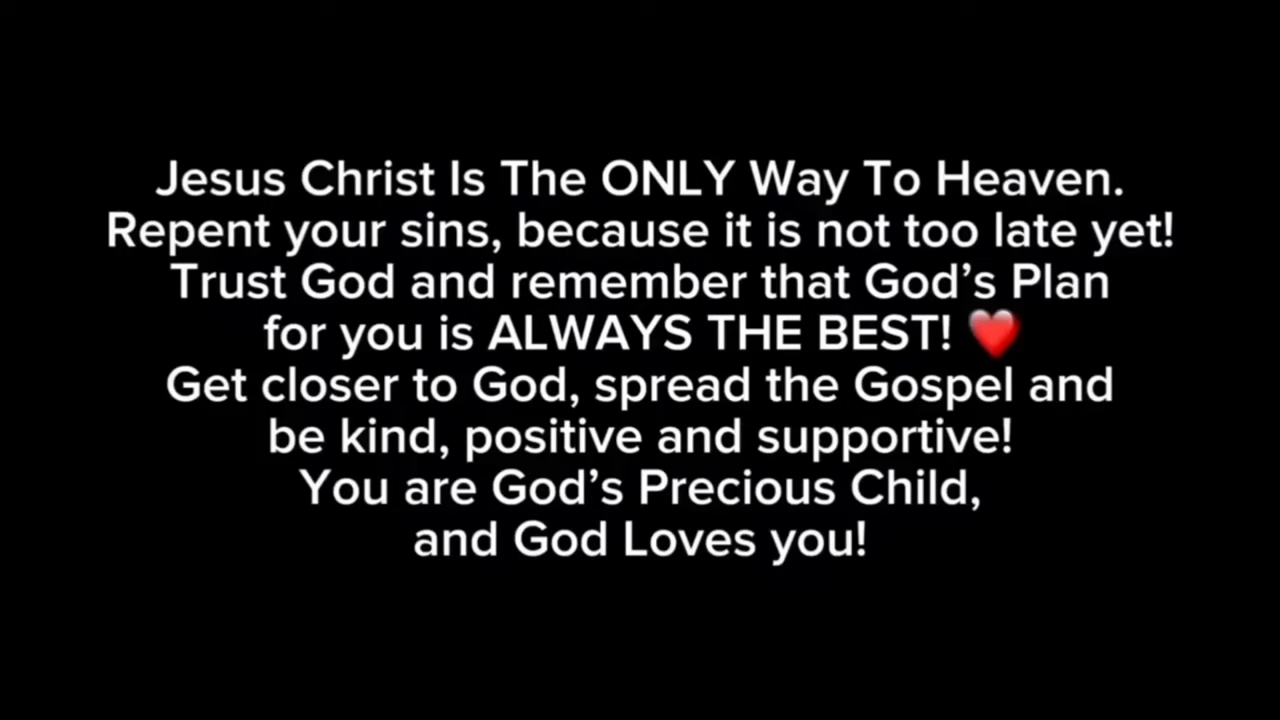 Jesus Christ Is The ONLY Way To Heaven.
Repent your sins, because it is not too late yet!
Trust God and remember that God’s Plan
for you is ALWAYS THE BEST! ❤️
Get closer to God, spread the Gospel and
be kind, positive and supportive!
You are God’s Precious Child,
and God Loves you!